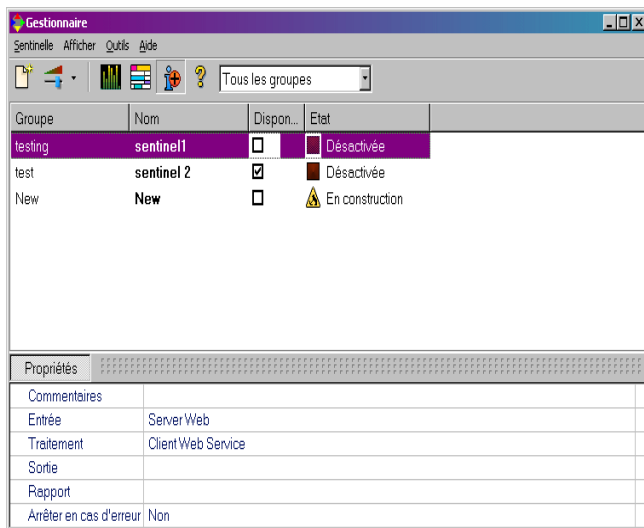 Gestionnaire
Sentinelle Afficher Outils Aide
Tous les groupes
Groupe Nom Dispon... Etat
testing sentinel1 Désactivée
test sentinel 2 Désactivée
New New En construction
Propriétés
Commentaires
Entrée Server Web
Traitement Client Web Service
Sortie
Rapport
Arrêter en cas d'erreur Non